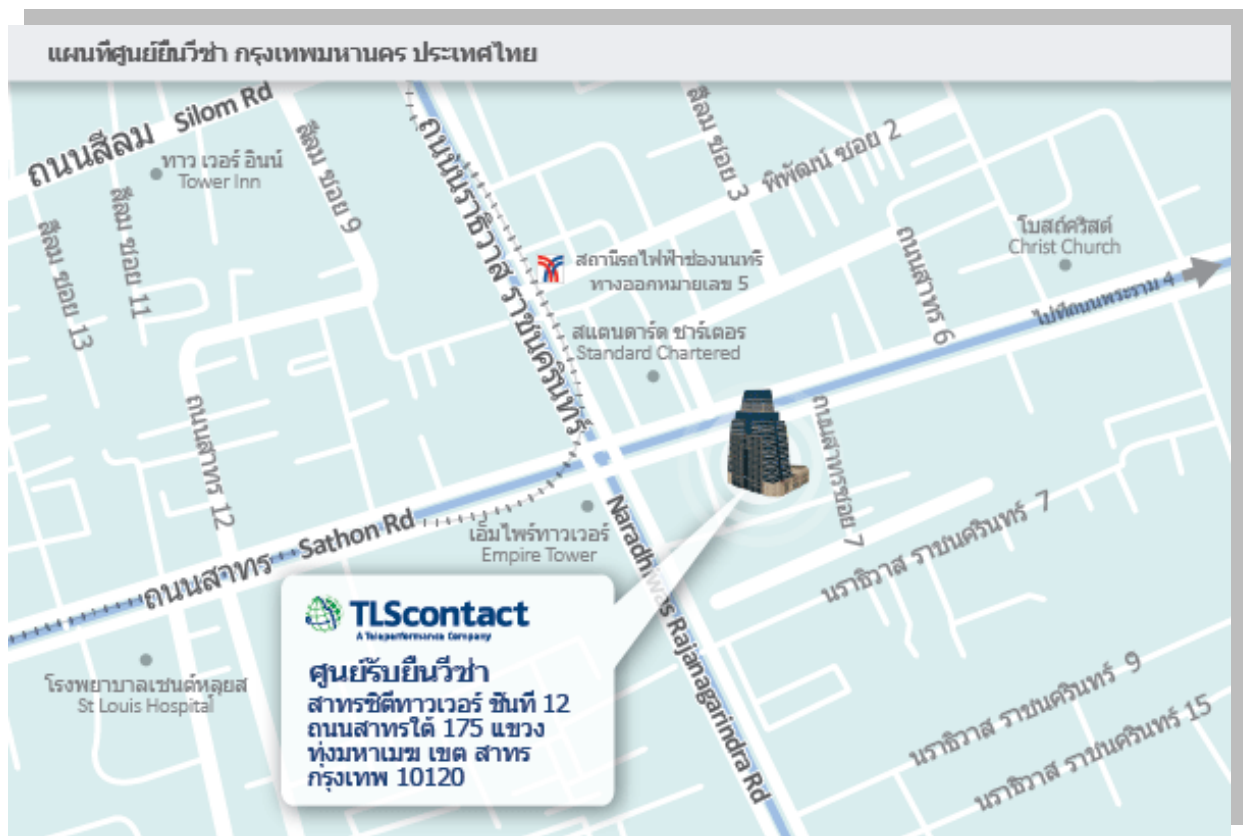 แผนที่ศูนย์ยื่นวีซ่า กรุงเทพมหานคร ประเทศไทย
ถนนสีลม Silom Rd
ทาว เวอร์ อินน์
Tower Inn
สีลม ซอย 9
สีลม ซอย 11
สีลม ซอย 13
ถนนนราธิวาส ราชนครินทร์
สีลม ซอย 3
พิพัฒน์ ซอย 2
โบสถ์คริสต์
Christ Church
สถานีรถไฟฟ้าช่องนนทรี
ทางออกหมายเลข 5
ถนนสาทร 6
ไปที่ถนนพระราม 4
สแตนดาร์ด ชาร์เตอร
Standard Chartered
ถนนสาทร 12
ถนนสาทรซอย 7
เอ็มไพร์ทาวเวอร์
Empire Tower
ถนนสาทร Sathon Rd
Naradhiwas Rajanagarindra Rd
นราธิวาส ราชนครินทร์ 7
TLScontact
A Teleperformance Company
ศูนย์รับยื่นวีซ่า
สาทรซิตีทาวเวอร์ ชั้นที่ 12
ถนนสาทรใต้ 175 แขวง
ทุ่งมหาเมฆ เขต สาทร
กรุงเทพ 10120
โรงพยาบาลเซนต์หลุยส
St Louis Hospital
นราธิวาส ราชนครินทร์ 9
นราธิวาส ราชนครินทร์ 15